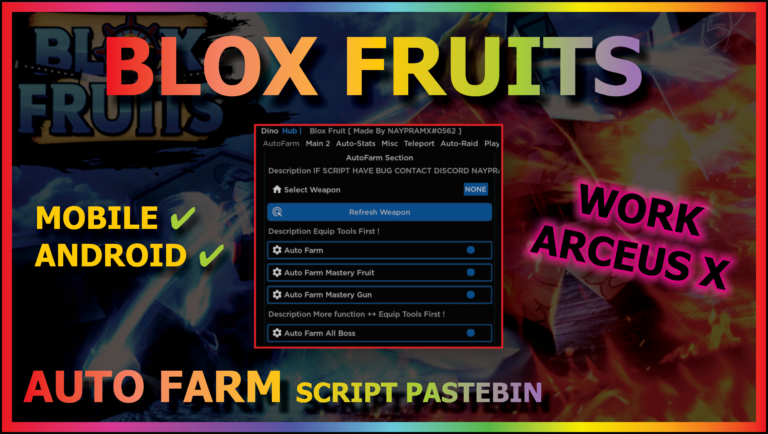 BLOX FRUITS
BLOX
FRUITS
Dino Hub | Blox Fruit [ Made By NAYPRAMX#0562 ]
AutoFarm Main 2 Auto-Stats Misc Teleport Auto-Raid Play
AutoFarm Section
Description IF SCRIPT HAVE BUG CONTACT DISCORD NAYPRA
Select Weapon NONE
Refresh Weapon
Description Equip Tools First !
Auto Farm
Auto Farm Mastery Fruit
Auto Farm Mastery Gun
Description More function ++ Equip Tools First !
Auto Farm All Boss
MOBILE ✔
ANDROID ✔
WORK
ARCEUS X
AUTO FARM SCRIPT PASTEBIN